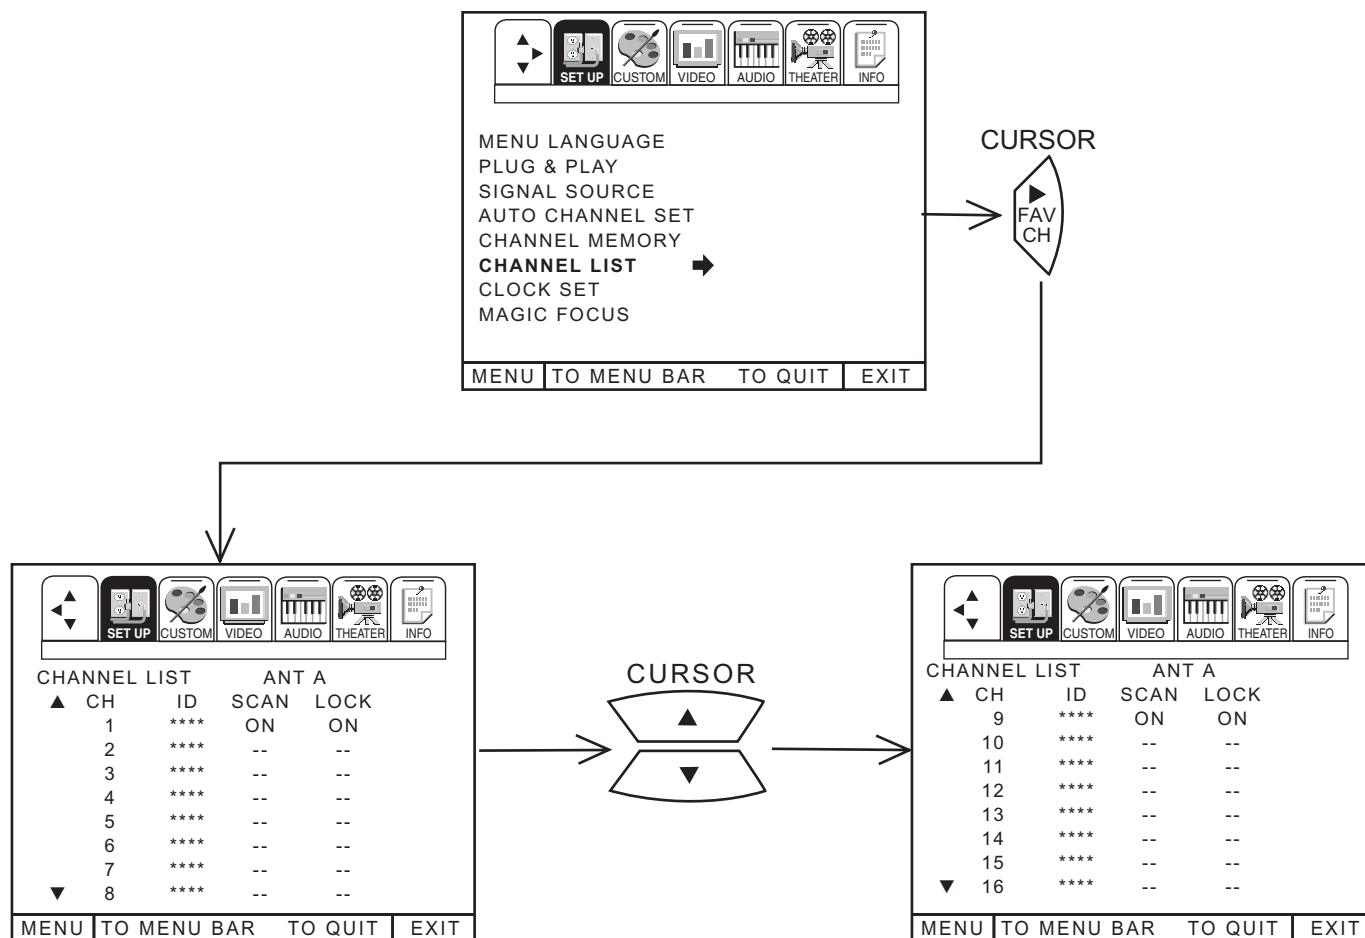 SET UP CUSTOM VIDEO AUDIO THEATER INFO
MENU LANGUAGE
PLUG & PLAY
SIGNAL SOURCE
AUTO CHANNEL SET
CHANNEL MEMORY
CHANNEL LIST
CLOCK SET
MAGIC FOCUS
MENU TO MENU BAR TO QUIT EXIT
CURSOR
FAV
CH
SET UP CUSTOM VIDEO AUDIO THEATER INFO
CHANNEL LIST ANT A
CH ID SCAN LOCK
1 **** ON ON
2 **** -- --
3 **** -- --
4 **** -- --
5 **** -- --
6 **** -- --
7 **** -- --
8 **** -- --
MENU TO MENU BAR TO QUIT EXIT
CURSOR
SET UP CUSTOM VIDEO AUDIO THEATER INFO
CHANNEL LIST ANT A
CH ID SCAN LOCK
9 **** ON ON
10 **** -- --
11 **** -- --
12 **** -- --
13 **** -- --
14 **** -- --
15 **** -- --
16 **** -- --
MENU TO MENU BAR TO QUIT EXIT